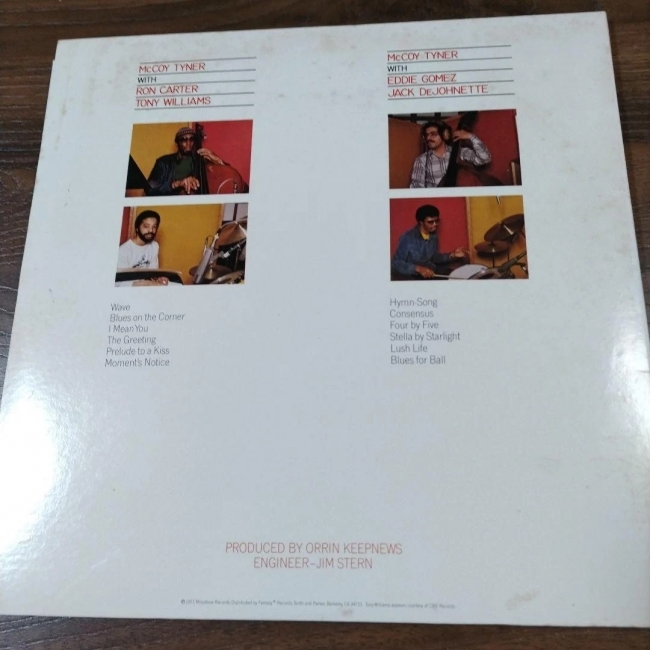 McCOY TYNER
WITH
RON CARTER
TONY WILLIAMS
McCOY TYNER
WITH
EDDIE GOMEZ
JACK DeJOHNETTE
Wave
Blues on the Corner
I Mean You
The Greeting
Prelude to a Kiss
Moment's Notice
Hymn-Song
Consensus
Four by Five
Stella by Starlight
Lush Life
Blues for Ball
PRODUCED BY ORRIN KEEPNEWS
ENGINEER-JIM STERN